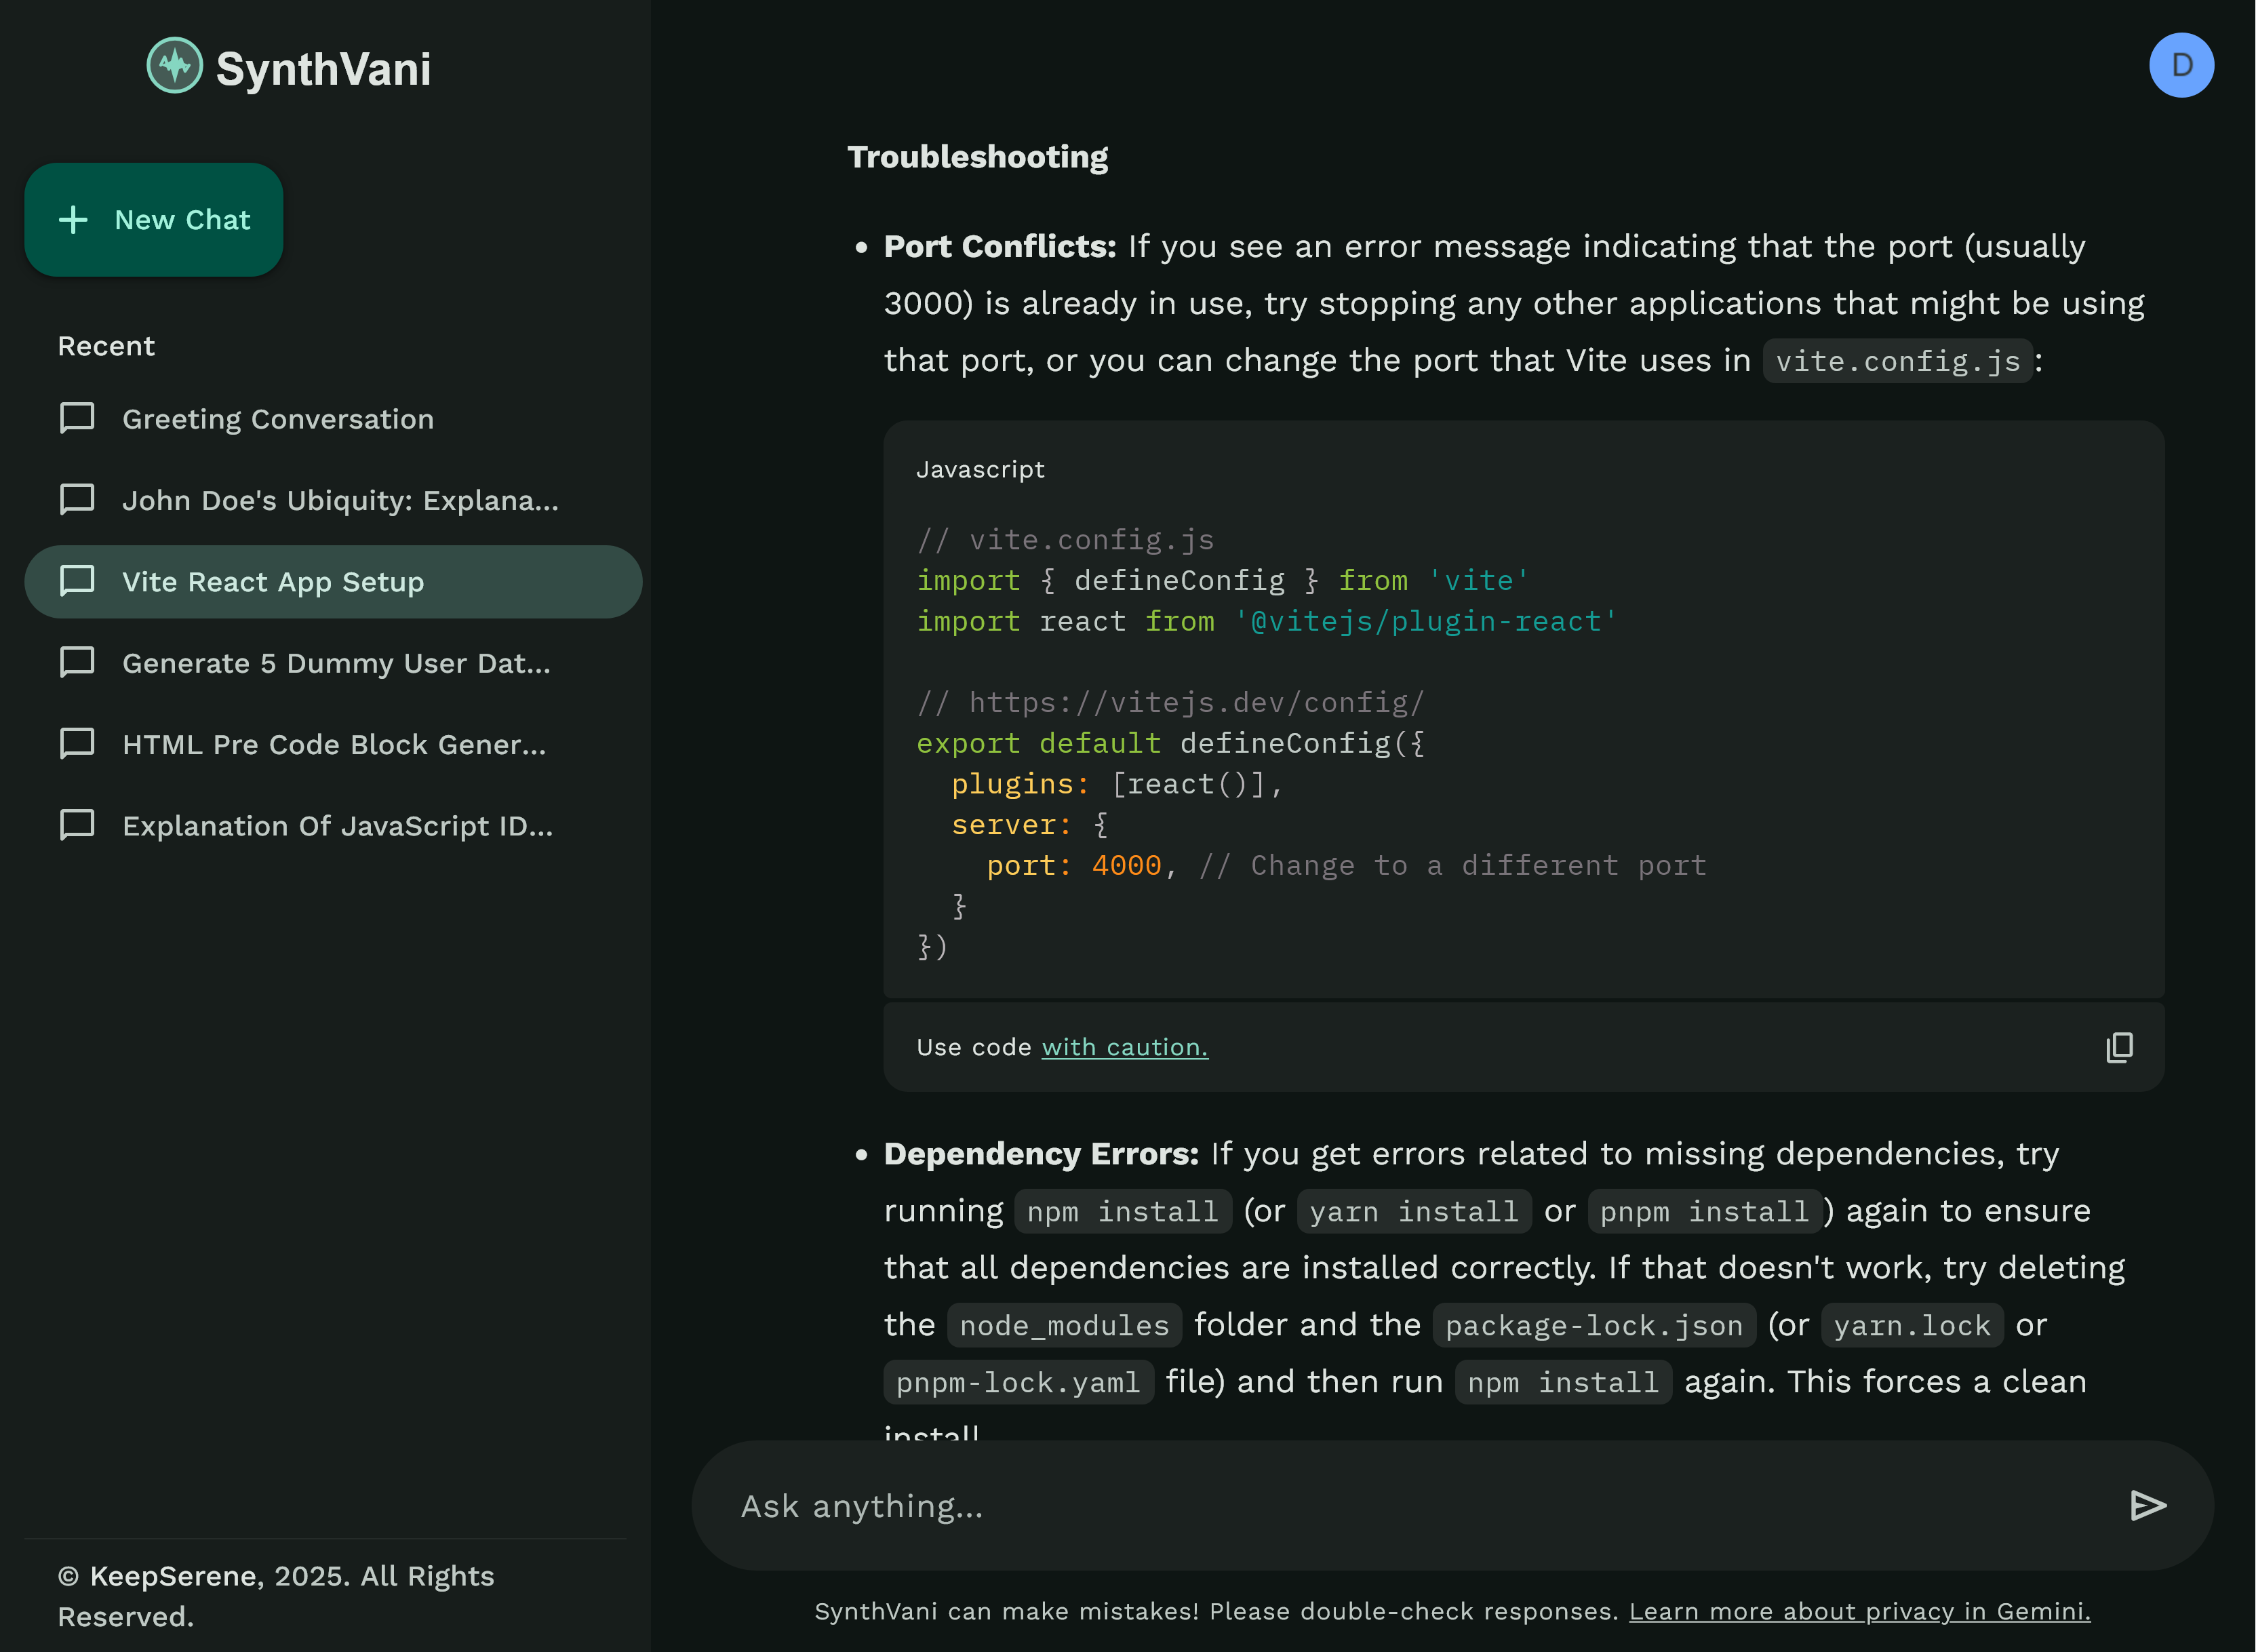 SynthVani
D
New Chat
Recent
Greeting Conversation
John Doe's Ubiquity: Explana...
Vite React App Setup
Generate 5 Dummy User Dat...
HTML Pre Code Block Gener...
Explanation Of JavaScript ID...
© KeepSerene, 2025. All Rights
Reserved.
Troubleshooting
• Port Conflicts: If you see an error message indicating that the port (usually
3000) is already in use, try stopping any other applications that might be using
that port, or you can change the port that Vite uses in vite.config.js:
Javascript
// vite.config.js
import { defineConfig } from 'vite'
import react from '@vitejs/plugin-react'
// https://vitejs.dev/config/
export default defineConfig({
  plugins: [react()],
  server: {
    port: 4000, // Change to a different port
  }
})
Use code with caution.
• Dependency Errors: If you get errors related to missing dependencies, try
running npm install (or yarn install or pnpm install) again to ensure
that all dependencies are installed correctly. If that doesn't work, try deleting
the node_modules folder and the package-lock.json (or yarn.lock or
pnpm-lock.yaml file) and then run npm install again. This forces a clean
install
Ask anything...
SynthVani can make mistakes! Please double-check responses. Learn more about privacy in Gemini.